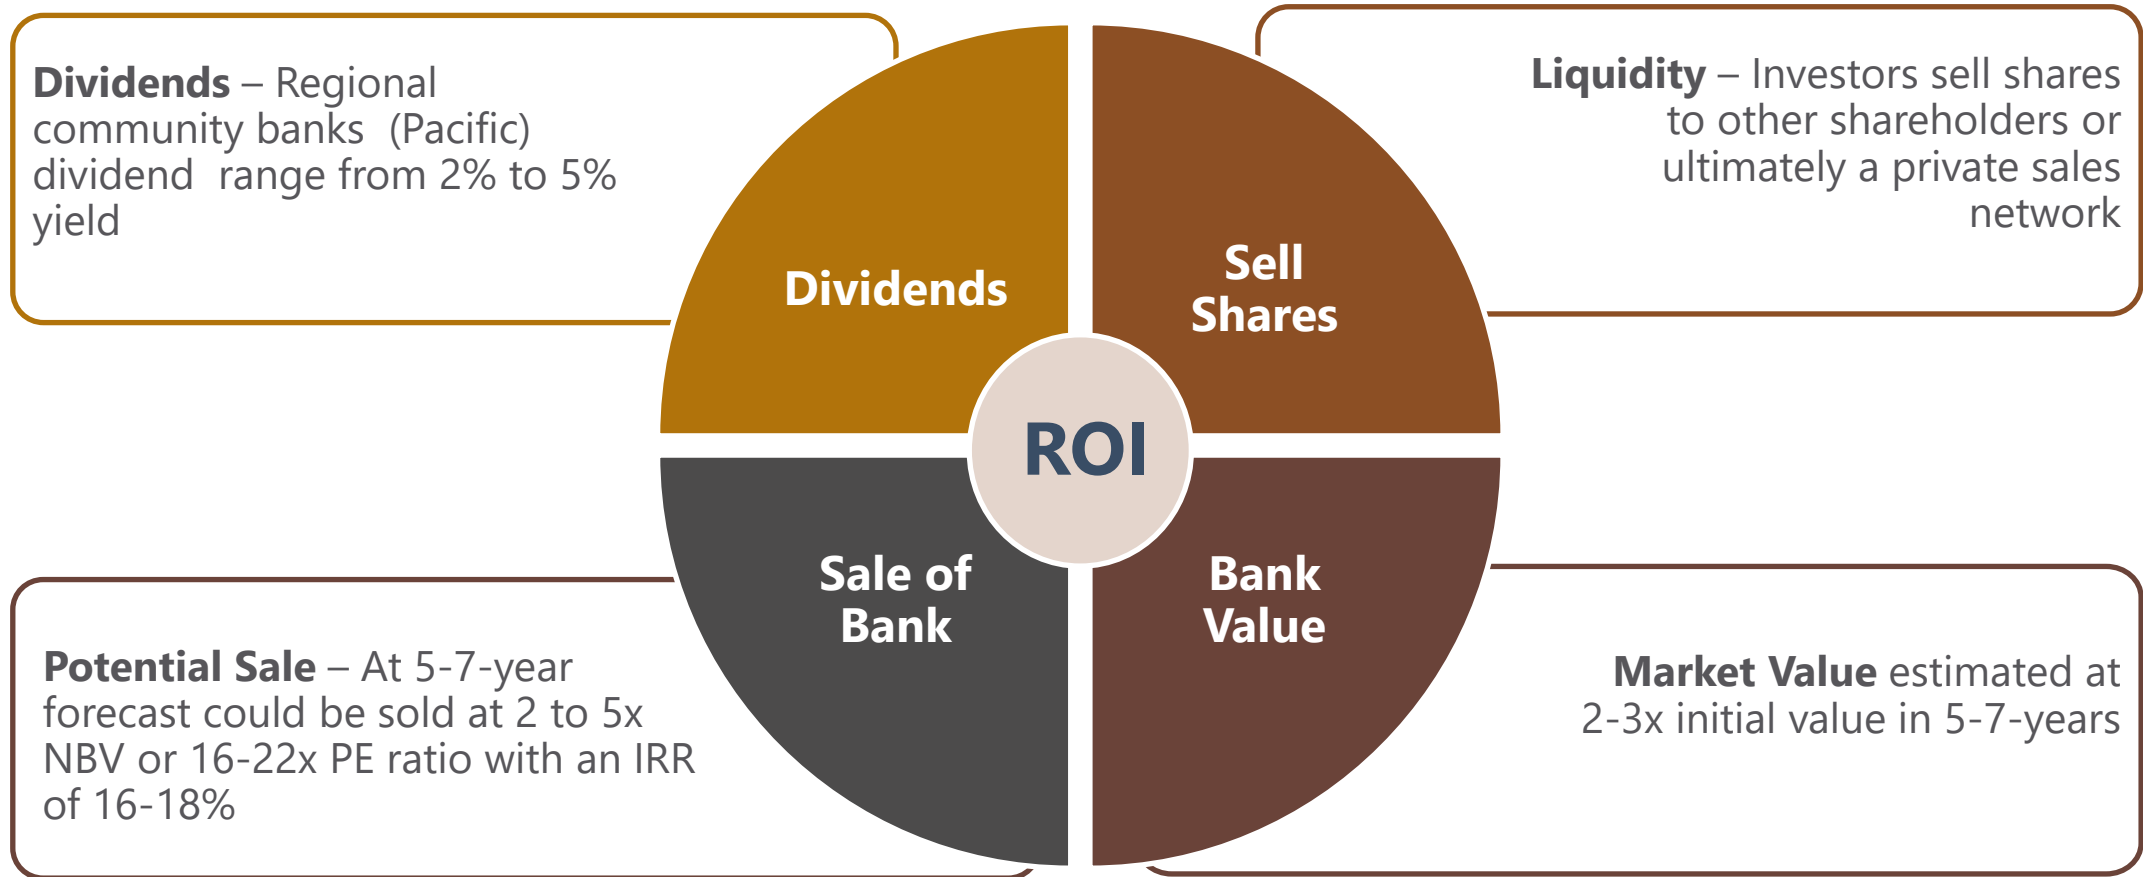 Dividends – Regional
community banks  (Pacific)
dividend  range from 2% to 5%
yield
Liquidity – Investors sell shares
to other shareholders or
ultimately a private sales
network
Dividends
Sell
Shares
ROI
Sale of
Bank
Bank
Value
Potential Sale – At 5-7-year
forecast could be sold at 2 to 5x
NBV or 16-22x PE ratio with an IRR
of 16-18%
Market Value estimated at
2-3x initial value in 5-7-years